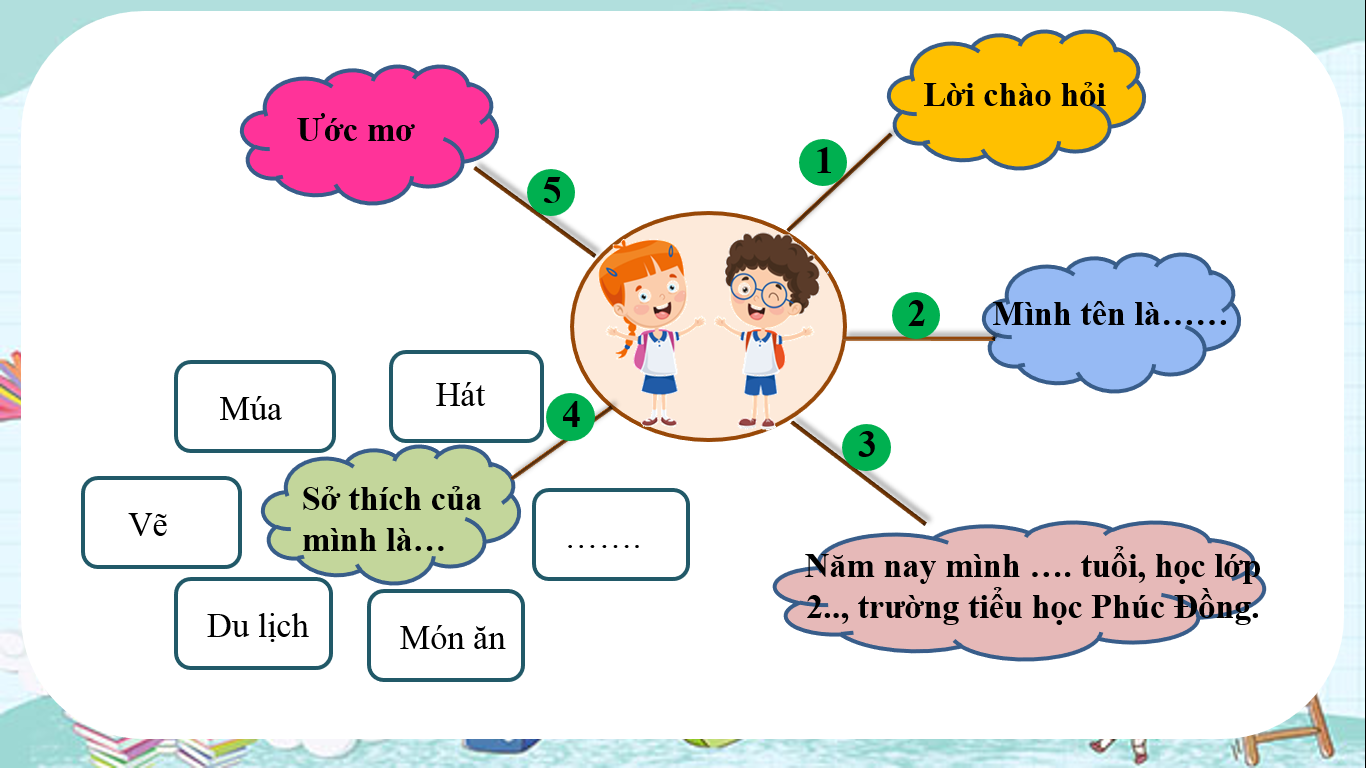 1
Lời chào hỏi
2
Mình tên là……
3
Năm nay mình …. tuổi, học lớp
2.., trường tiểu học Phúc Đồng.
4
Sở thích của
mình là…
Hát
Múa
Vẽ
Du lịch
Món ăn
…….
5
Ước mơ